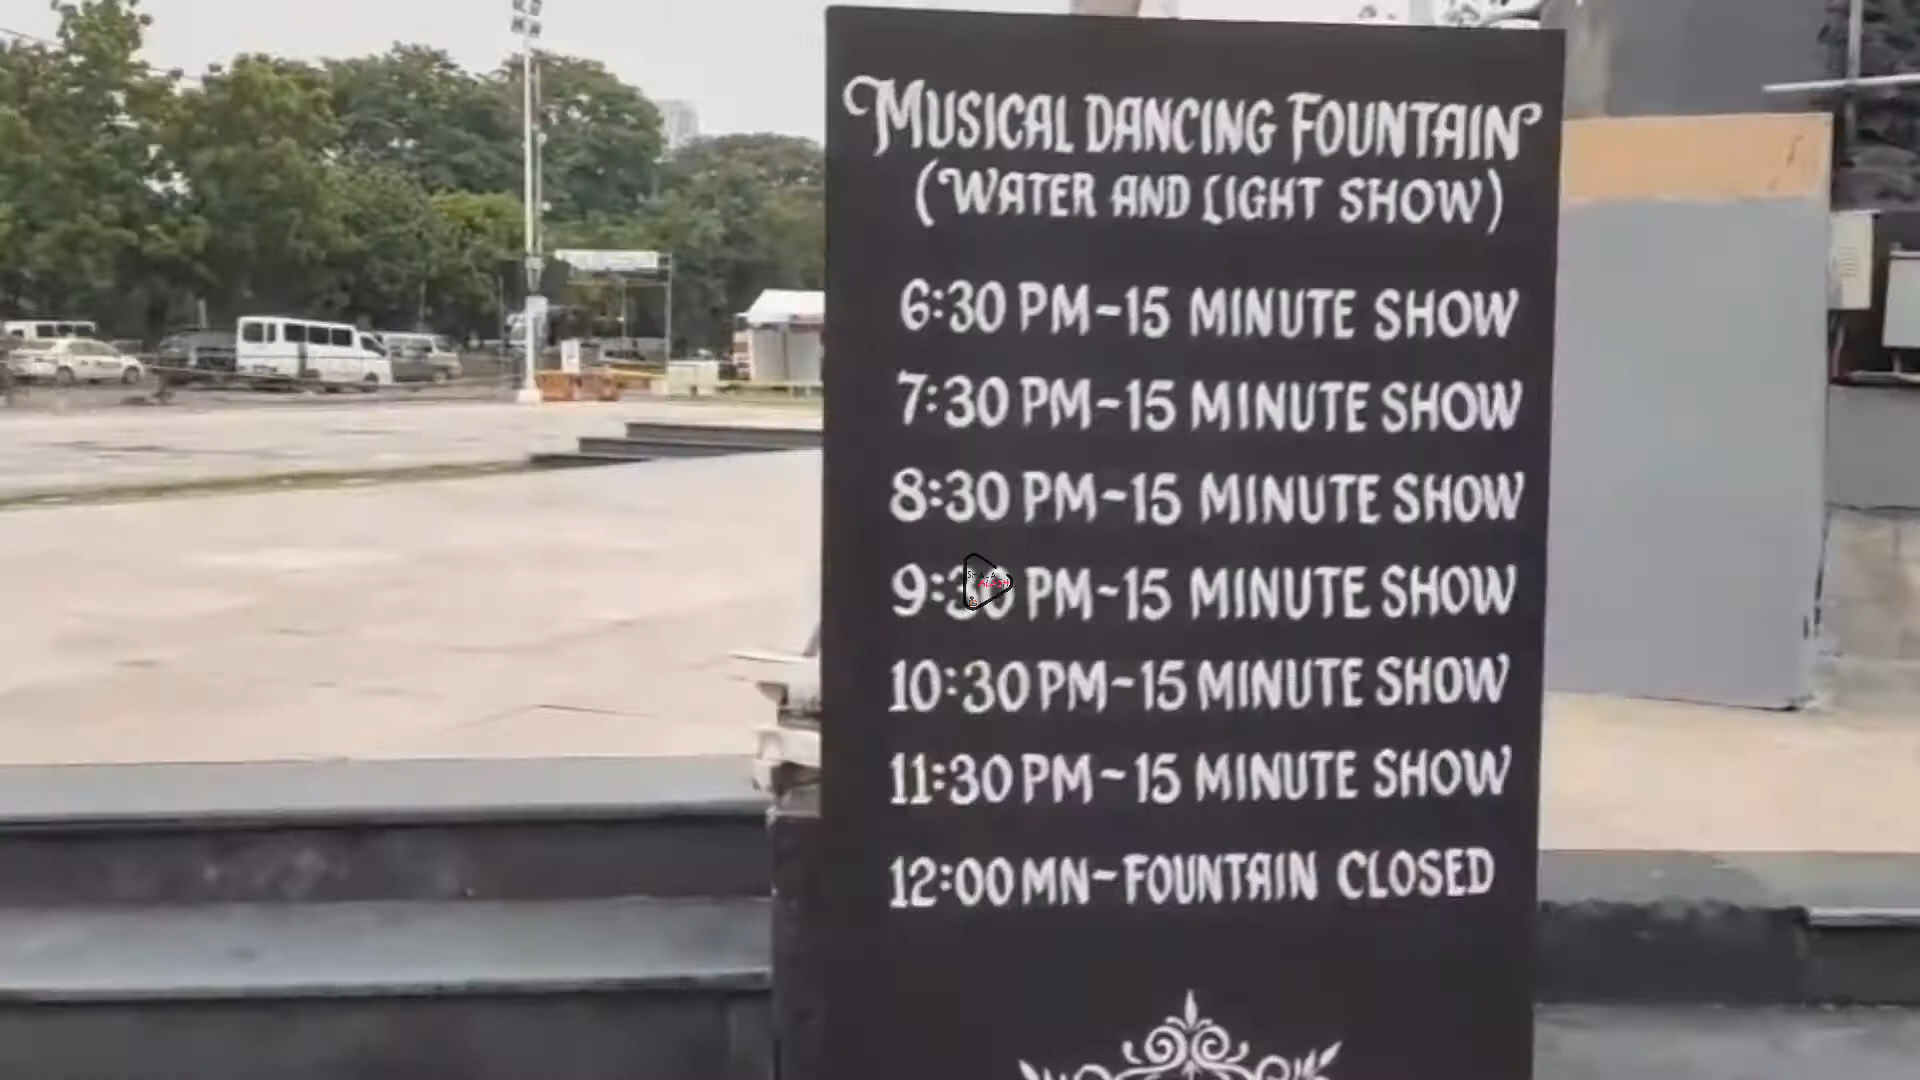 MUSICAL DANCING FOUNTAIN
(WATER AND LIGHT SHOW)
6:30 PM-15 MINUTE SHOW
7:30 PM-15 MINUTE SHOW
8:30 PM-15 MINUTE SHOW
9:30 PM-15 MINUTE SHOW
10:30 PM-15 MINUTE SHOW
11:30 PM-15 MINUTE SHOW
12:00 MN-FOUNTAIN CLOSED